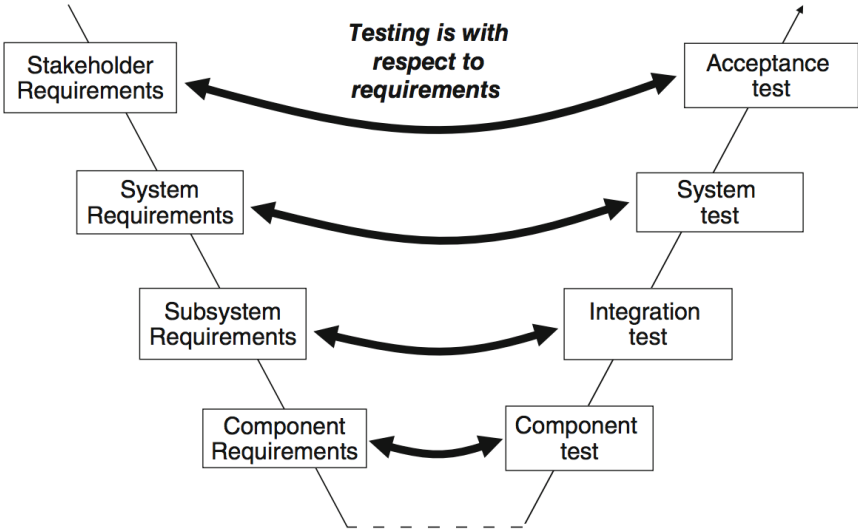 Testing is with
respect to
requirements
Stakeholder
Requirements
Acceptance
test
System
Requirements
System
test
Subsystem
Requirements
Integration
test
Component
Requirements
Component
test